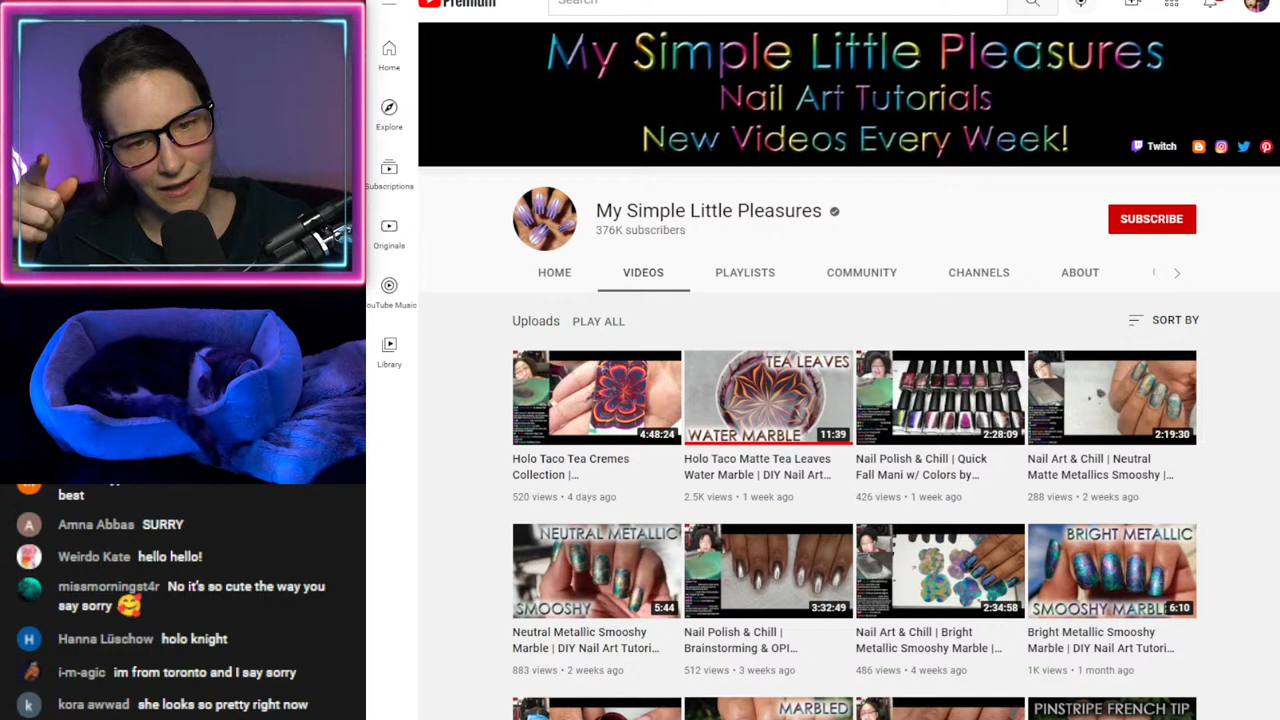 Premium
Search
Home
Explore
Subscriptions
Originals
YouTube Music
Library
My Simple Little Pleasures
Nail Art Tutorials
New Videos Every Week!
Twitch
My Simple Little Pleasures
376K subscribers
SUBSCRIBE
HOME VIDEOS PLAYLISTS COMMUNITY CHANNELS ABOUT
Uploads PLAY ALL SORT BY
4:48:24
TEA LEAVES
WATER MARBLE
11:39
2:28:09
2:19:30
Holo Taco Tea Cremes
Collection |...
520 views • 4 days ago
Holo Taco Matte Tea Leaves
Water Marble | DIY Nail Art...
2.5K views • 1 week ago
Nail Polish & Chill | Quick
Fall Mani w/ Colors by...
426 views • 1 week ago
Nail Art & Chill | Neutral
Matte Metallics Smooshy |...
288 views • 2 weeks ago
NEUTRAL METALLIC
SMOOSHY
5:44
3:32:49
2:34:58
BRIGHT METALLIC
SMOOSHY MARBLE
6:10
Neutral Metallic Smooshy
Marble | DIY Nail Art Tutori...
883 views • 2 weeks ago
Nail Polish & Chill |
Brainstorming & OPI...
512 views • 3 weeks ago
Nail Art & Chill | Bright
Metallic Smooshy Marble |...
486 views • 4 weeks ago
Bright Metallic Smooshy
Marble | DIY Nail Art Tutori...
1K views • 1 month ago
MARBLED
PINSTRIPE FRENCH TIP
best
Amna Abbas SURRY
Weirdo Kate hello hello!
missmorningst4r No it's so cute the way you
say sorry 🥰
H
Hanna Lüschow holo knight
i-m-agic im from toronto and I say sorry
k
kora awwad she looks so pretty right now